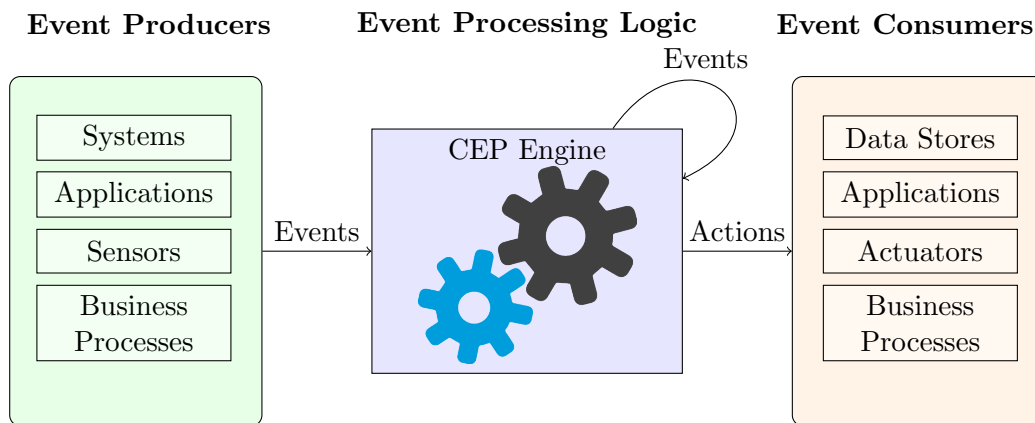 Event Producers
Event Processing Logic
Event Consumers
Systems
Applications
Sensors
Business
Processes
Events
CEP Engine
Events
Actions
Data Stores
Applications
Actuators
Business
Processes